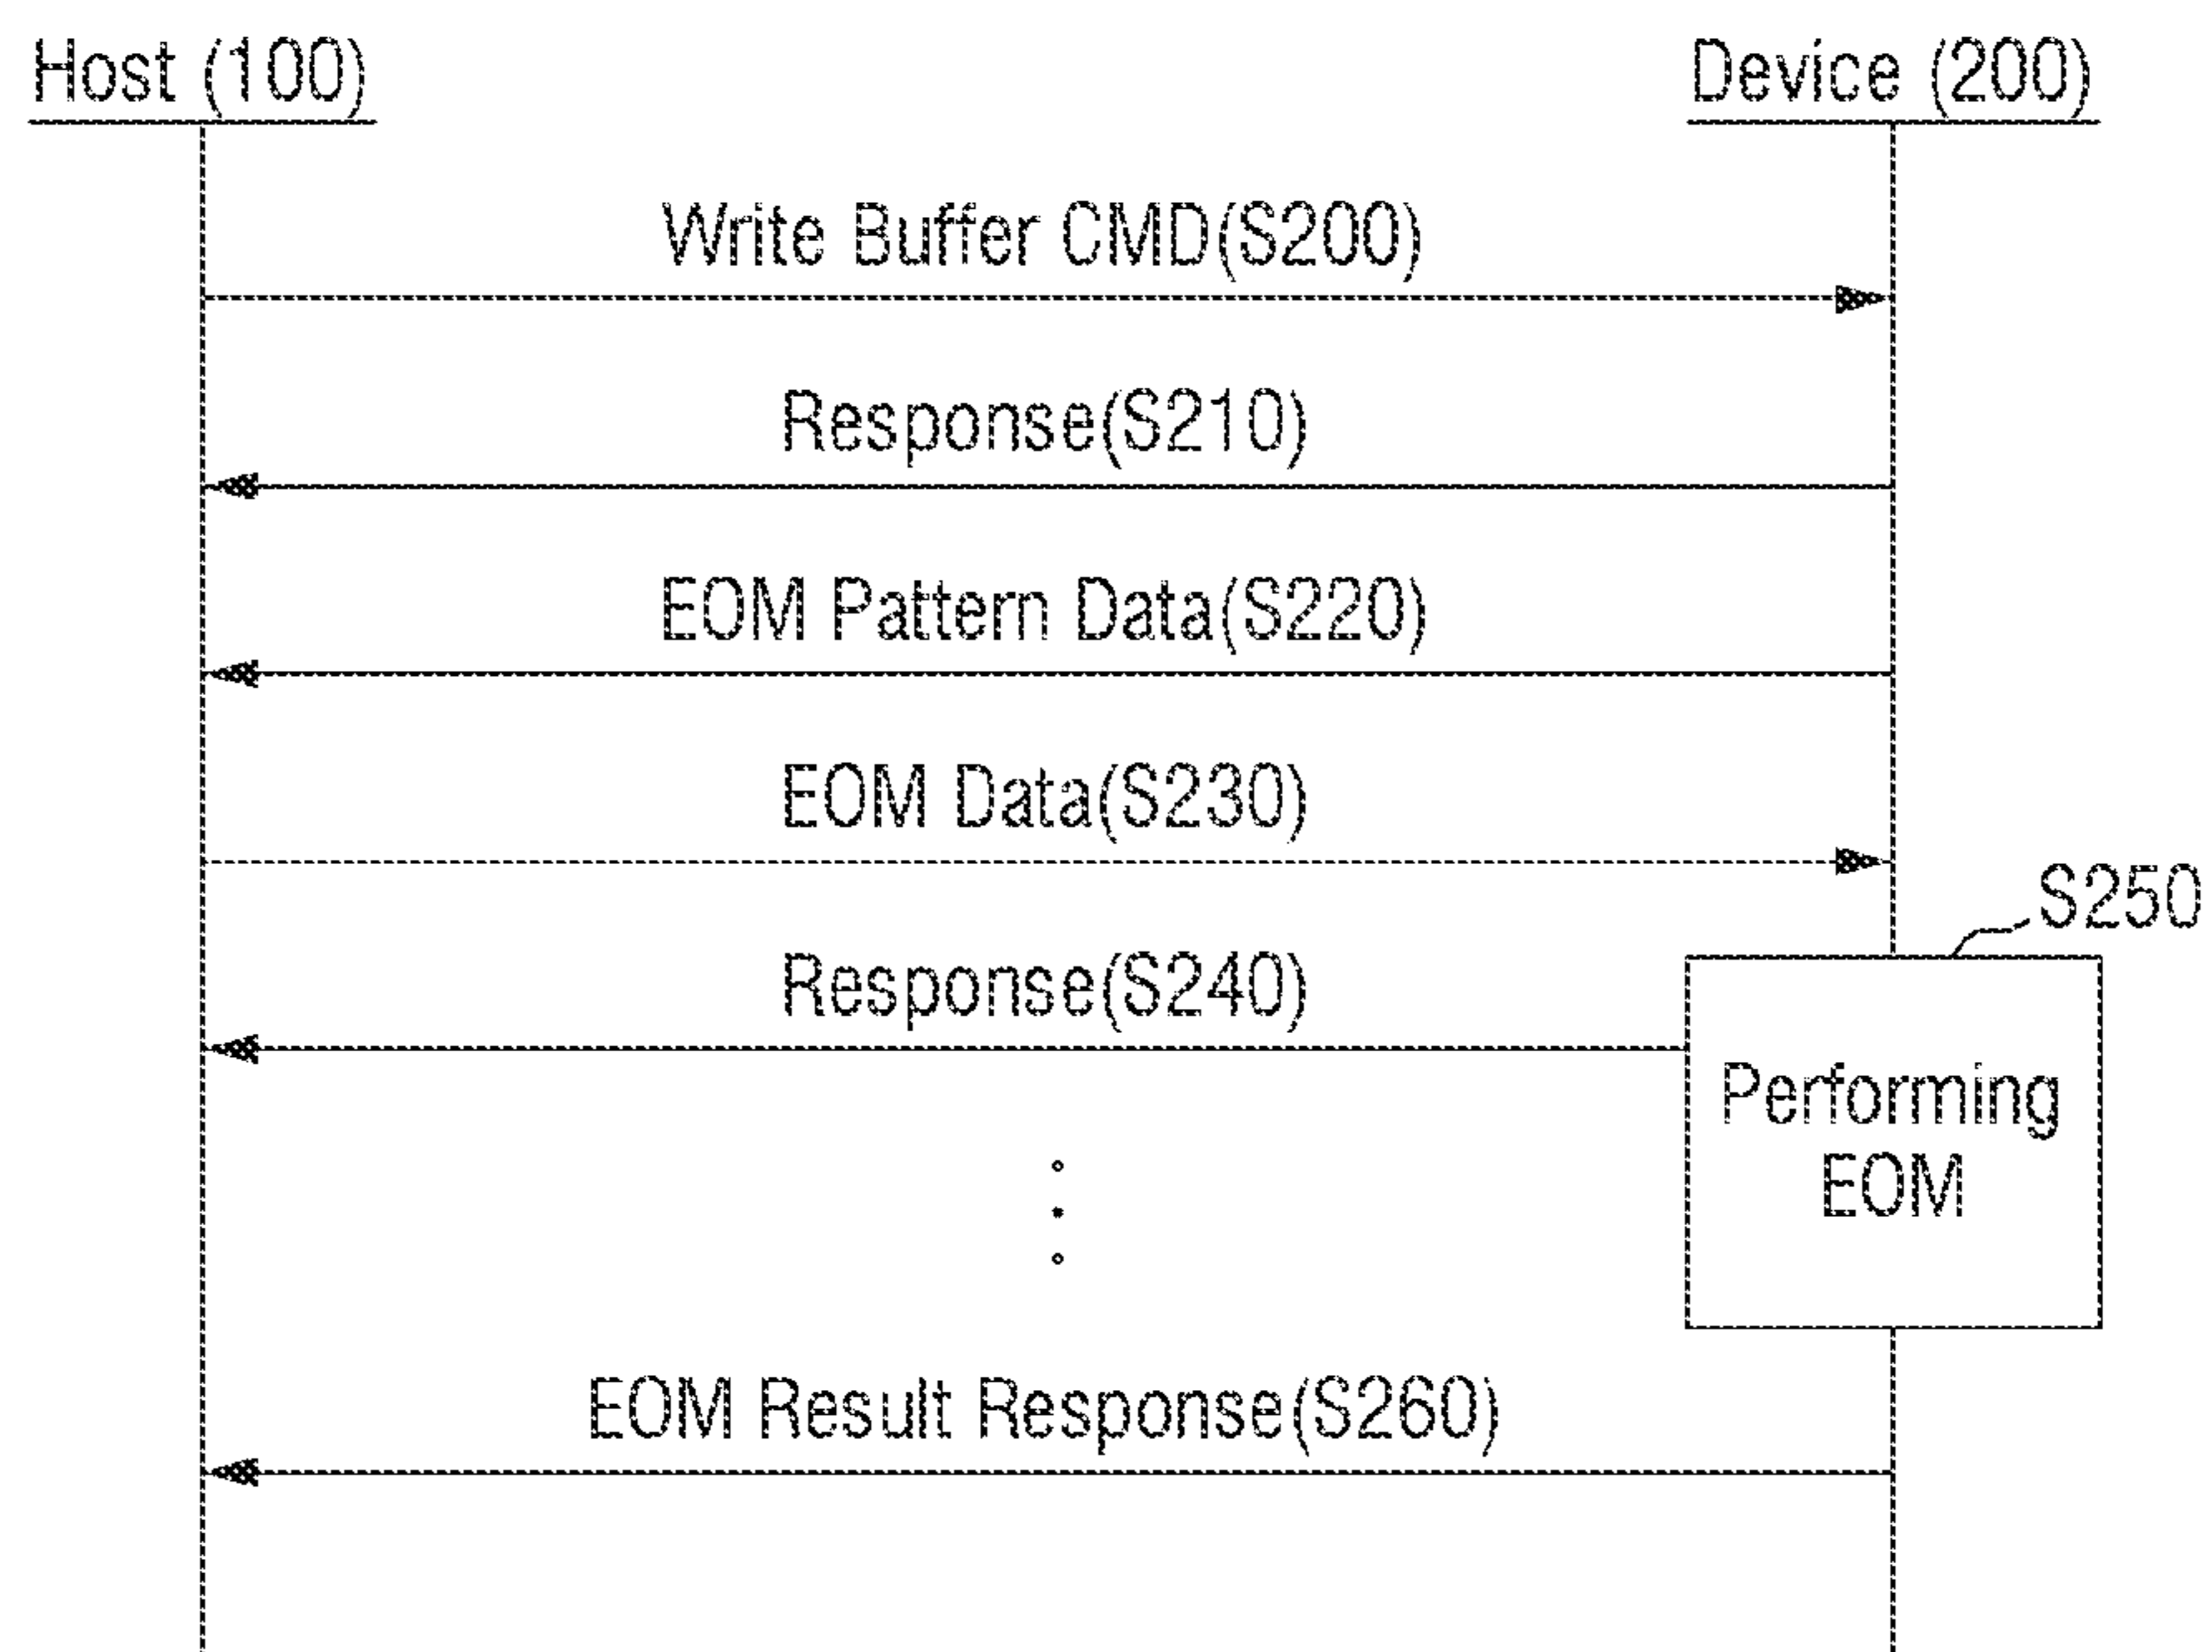 Host (100)
Device (200)
Write Buffer CMD(S200)
Response(S210)
EOM Pattern Data(S220)
EOM Data(S230)
S250
Response(S240)
Performing
EOM
EOM Result Response(S260)